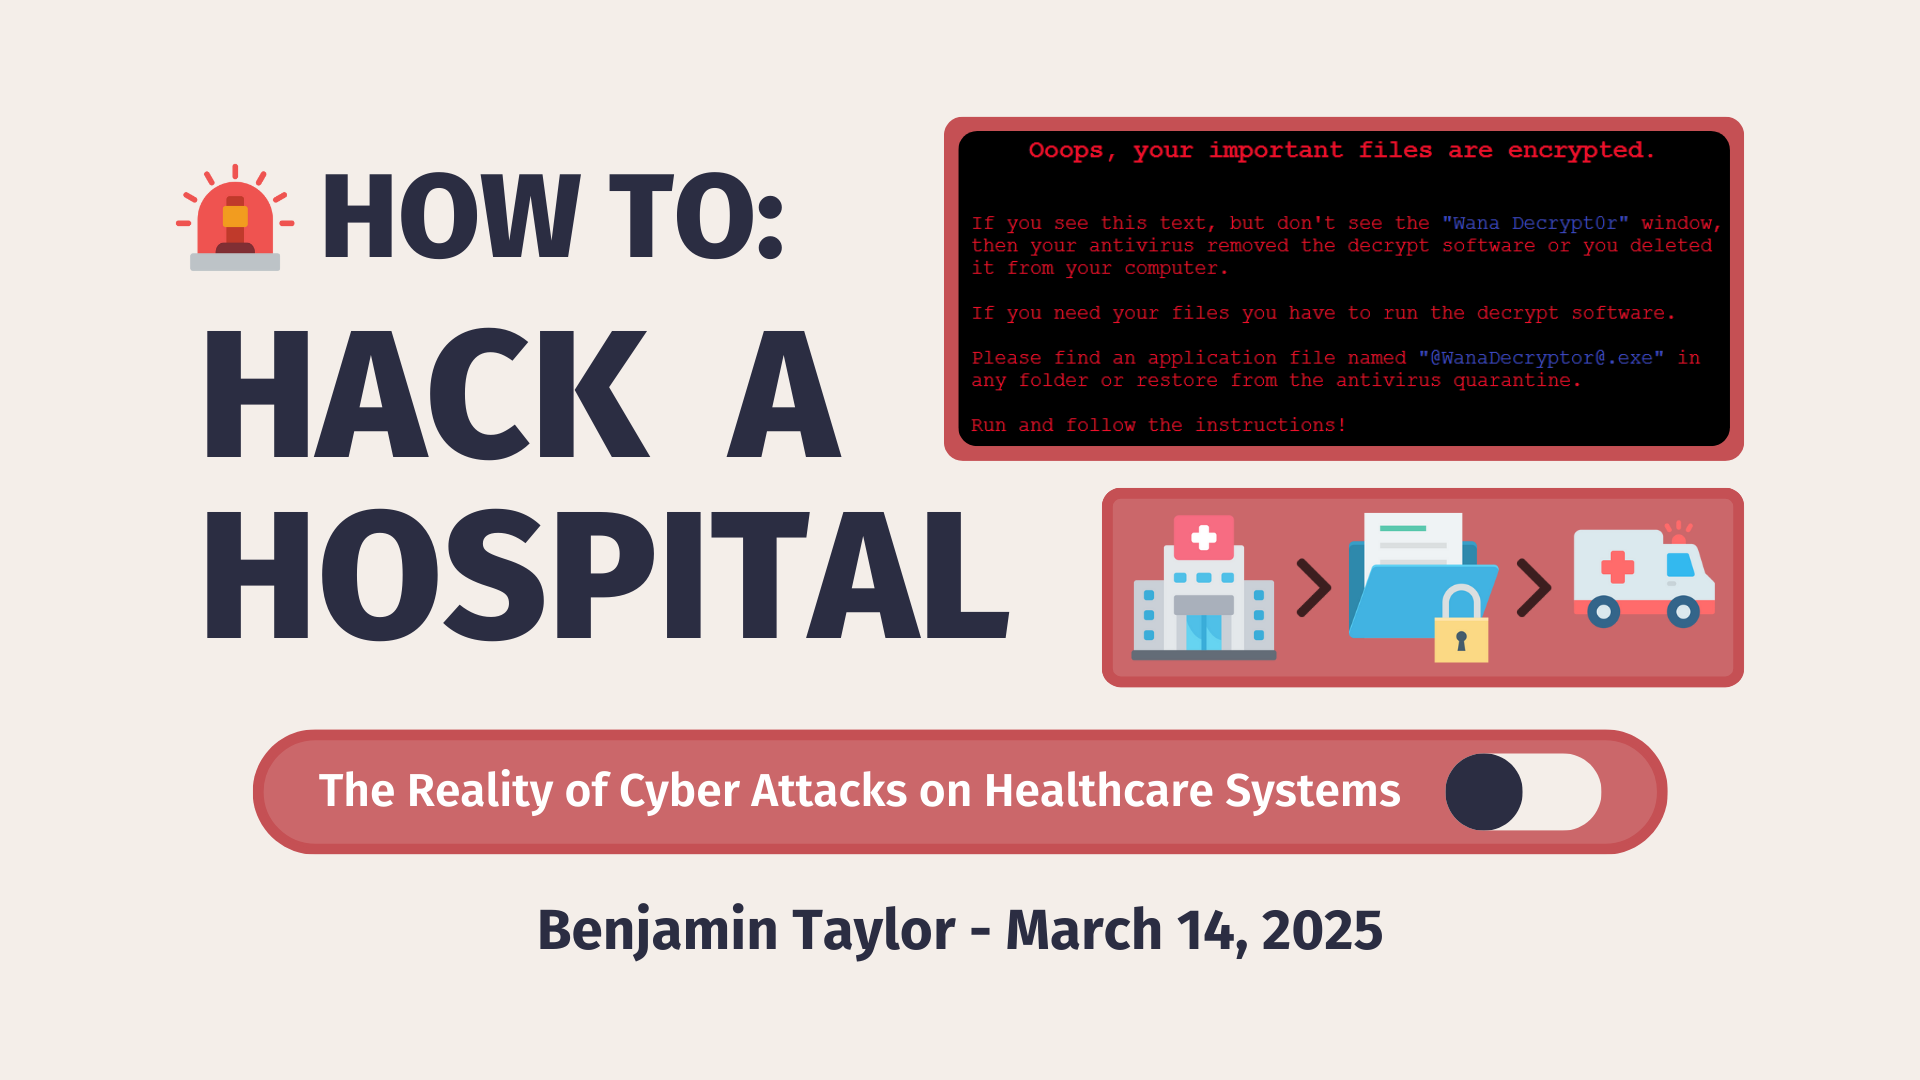 HOW TO:
HACK A
HOSPITAL
Ooops, your important files are encrypted.
If you see this text, but don't see the "Wana Decrypt0r" window,
then your antivirus removed the decrypt software or you deleted
it from your computer.
If you need your files you have to run the decrypt software.
Please find an application file named "@WanaDecryptor@.exe" in
any folder or restore from the antivirus quarantine.
Run and follow the instructions!
The Reality of Cyber Attacks on Healthcare Systems
Benjamin Taylor - March 14, 2025